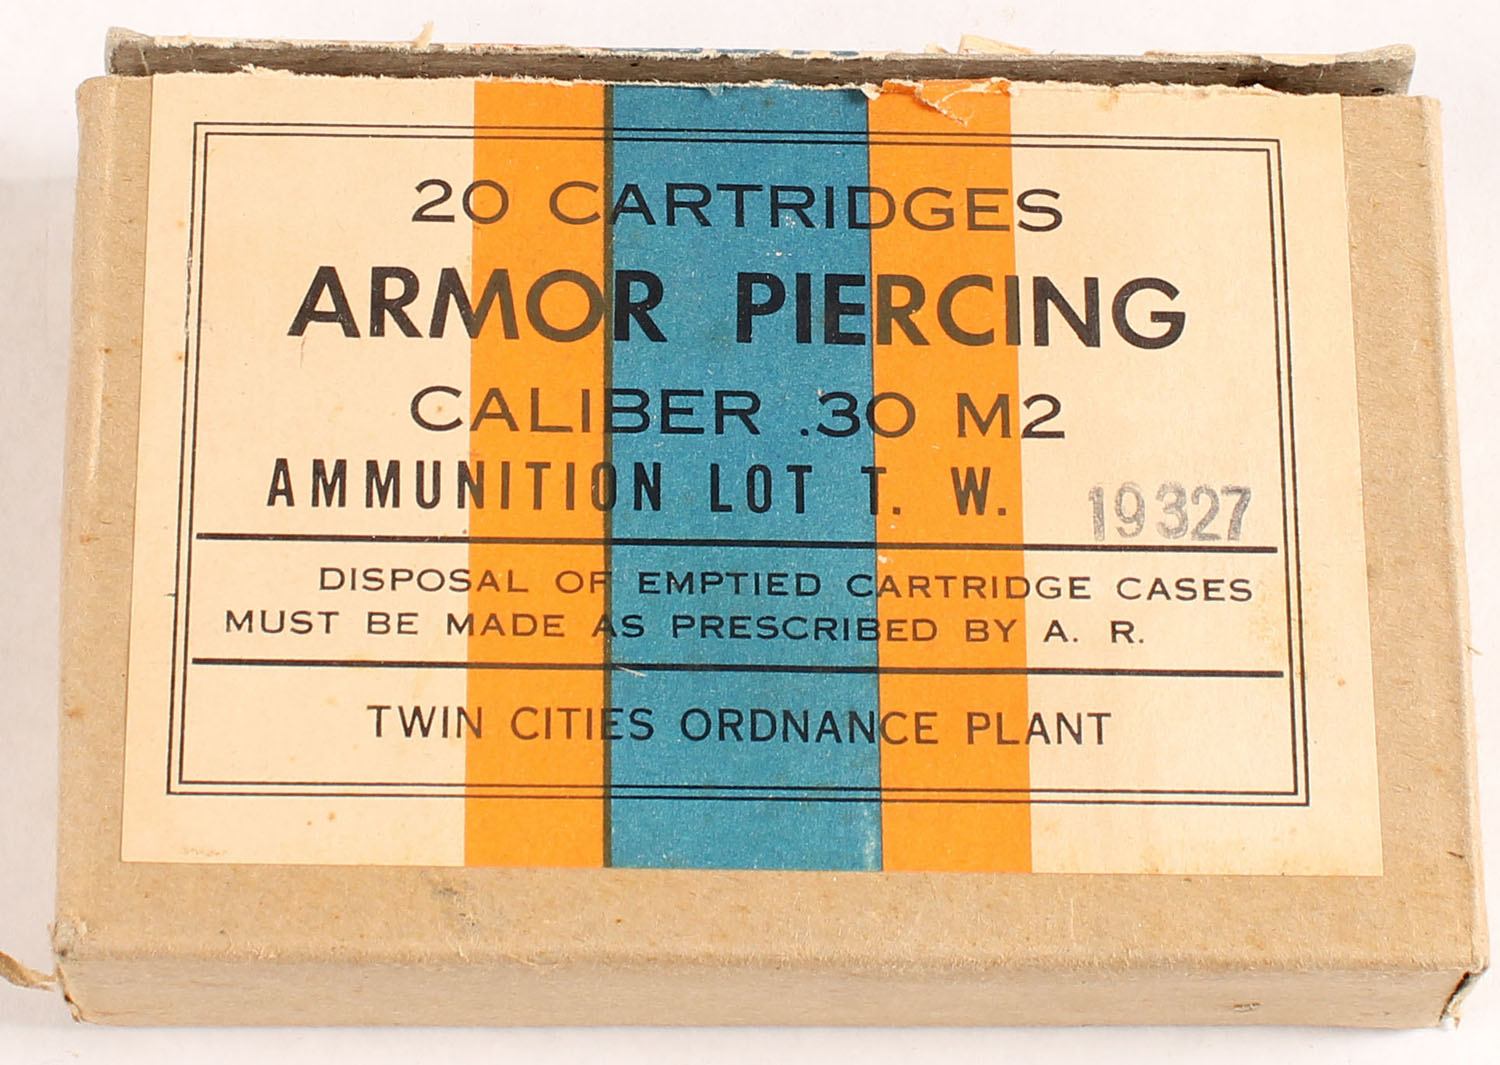 20 CARTRIDGES
ARMOR PIERCING
CALIBER .30 M2
AMMUNITION LOT T. W. 19327
DISPOSAL OF EMPTIED CARTRIDGE CASES
MUST BE MADE AS PRESCRIBED BY A. R.
TWIN CITIES ORDNANCE PLANT